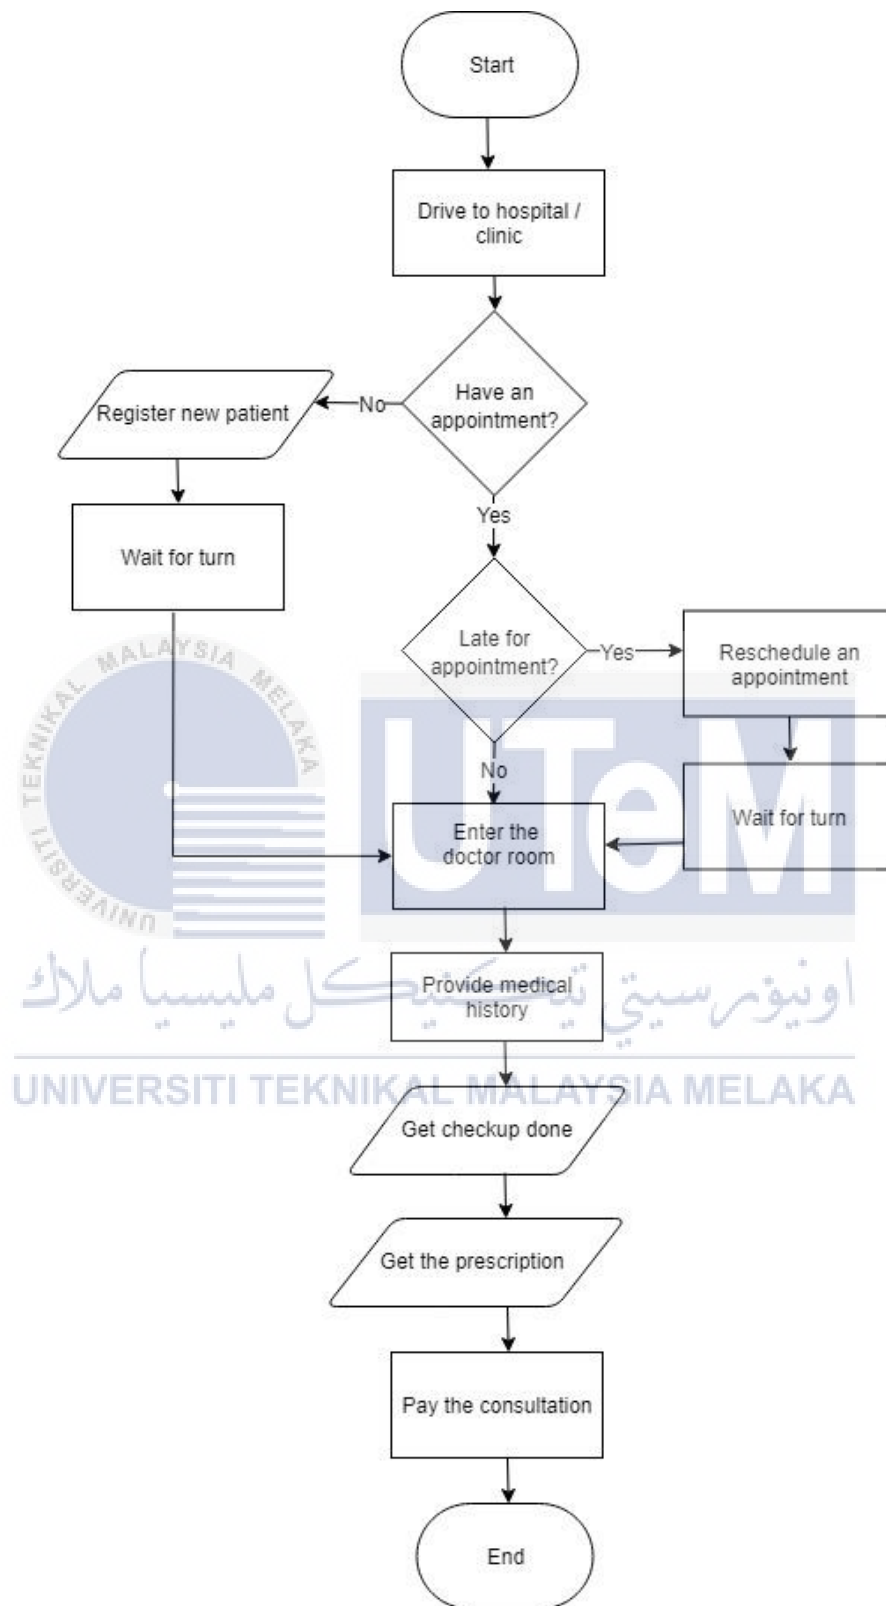 Start
Drive to hospital /
clinic
Have an
appointment?
No
Register new patient
Yes
Wait for turn
Late for
appointment?
Yes
Reschedule an
appointment
No
Wait for turn
Enter the
doctor room
Provide medical
history
Get checkup done
Get the prescription
Pay the consultation
End
UNIVERSITI TEKNIKAL MALAYSIA MELAKA
UTeM
اونيۏرسيتي تيکنيکل مليسيا ملاك
UNIVERSITI TEKNIKAL MALAYSIA MELAKA